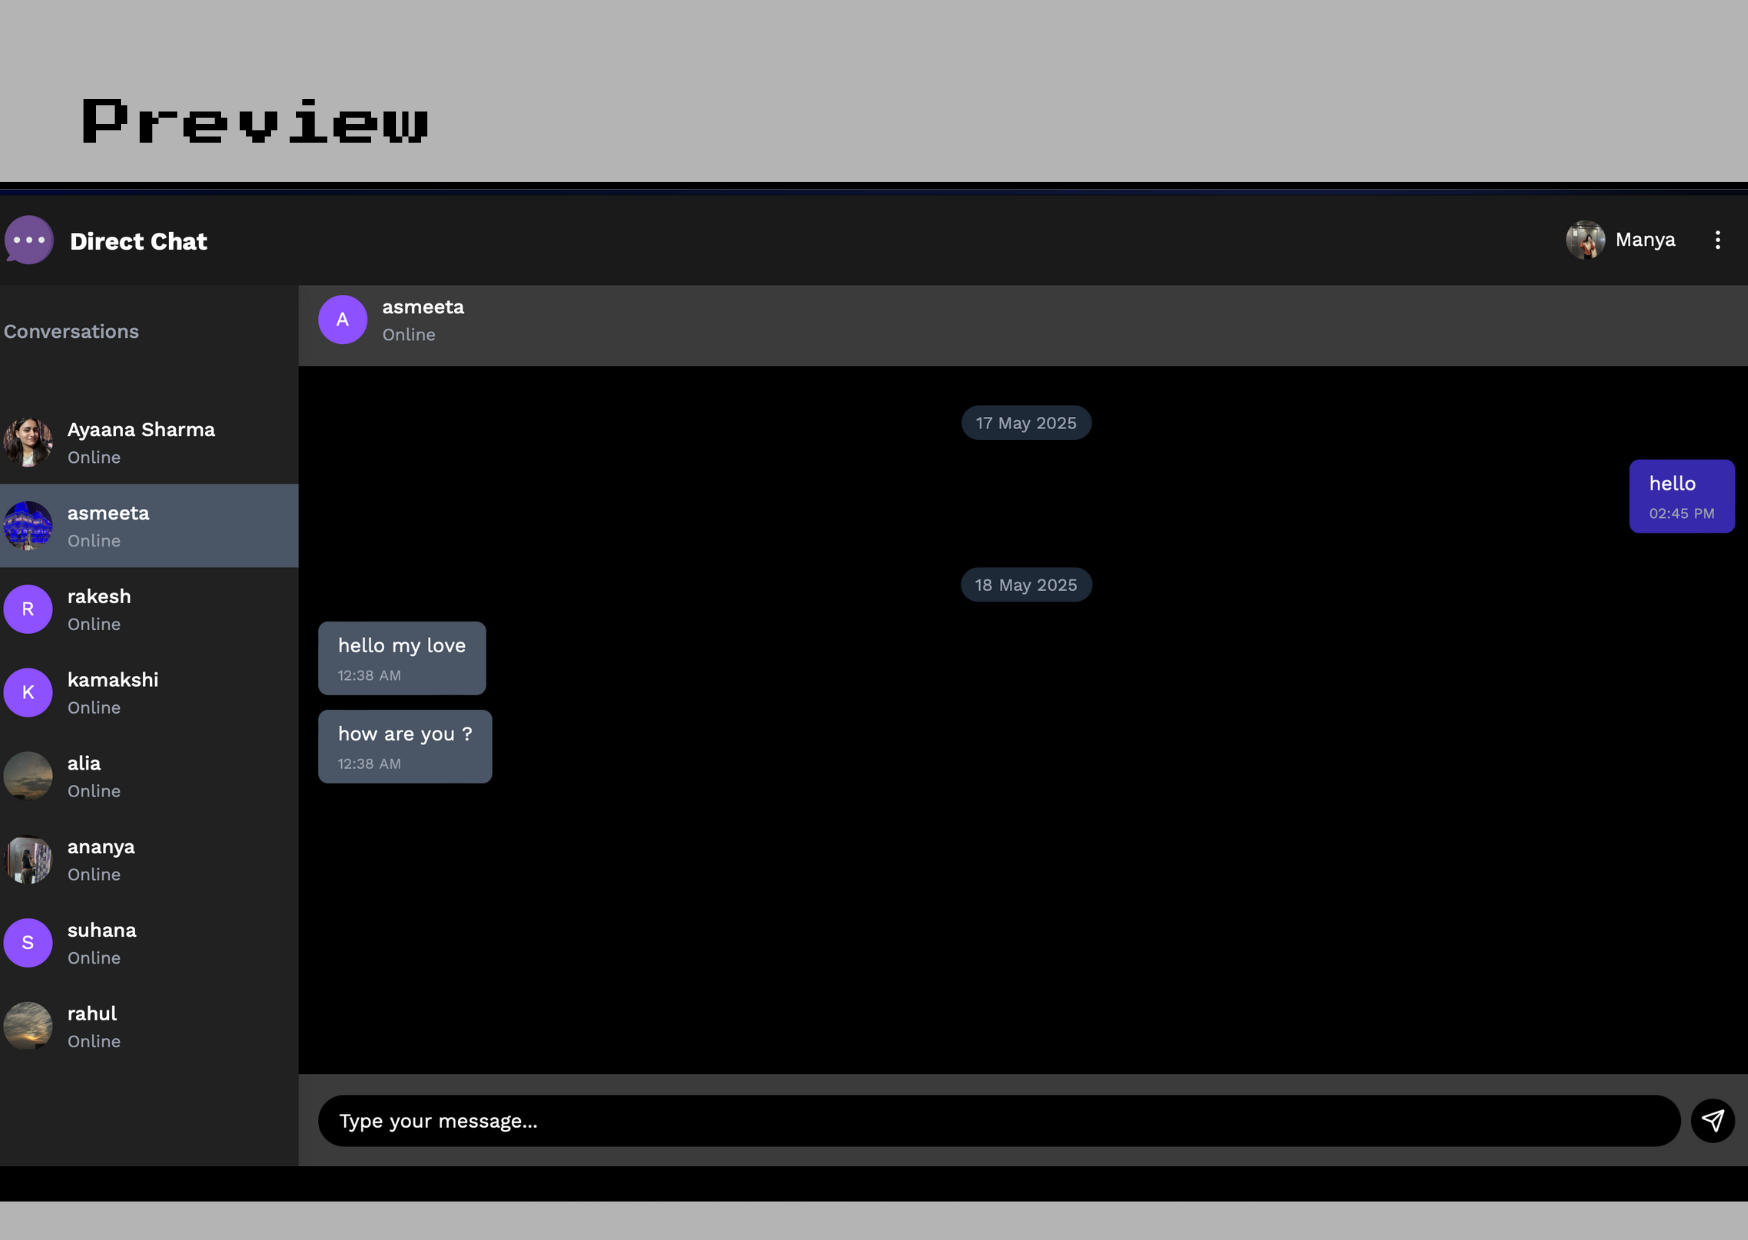 Preview
Direct Chat
Manya
Conversations
Ayaana Sharma
Online
asmeeta
Online
R
rakesh
Online
K
kamakshi
Online
alia
Online
ananya
Online
S
suhana
Online
rahul
Online
A
asmeeta
Online
17 May 2025
hello
02:45 PM
18 May 2025
hello my love
12:38 AM
how are you ?
12:38 AM
Type your message...